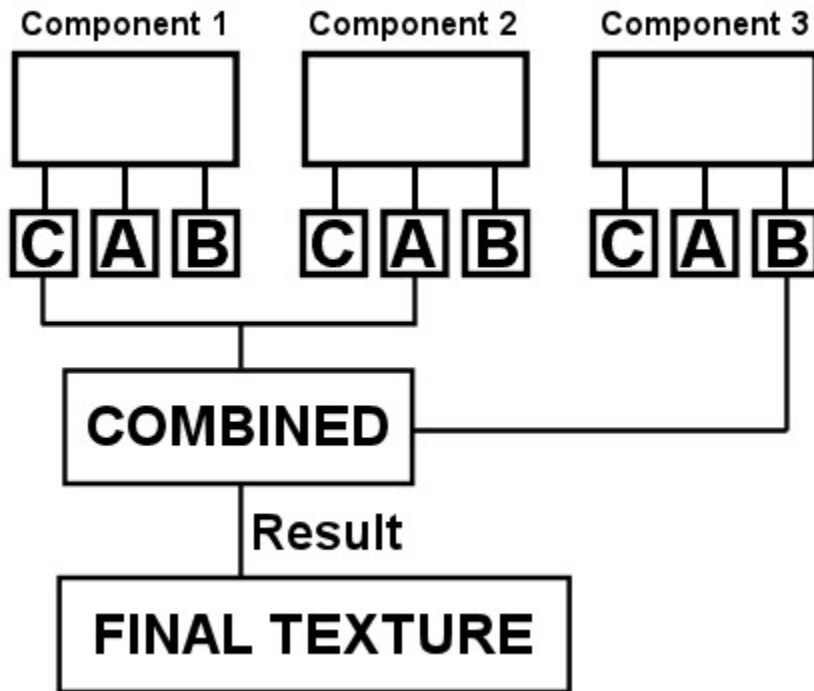 Component 1 Component 2 Component 3
C A B C A B C A B
COMBINED
Result
FINAL TEXTURE